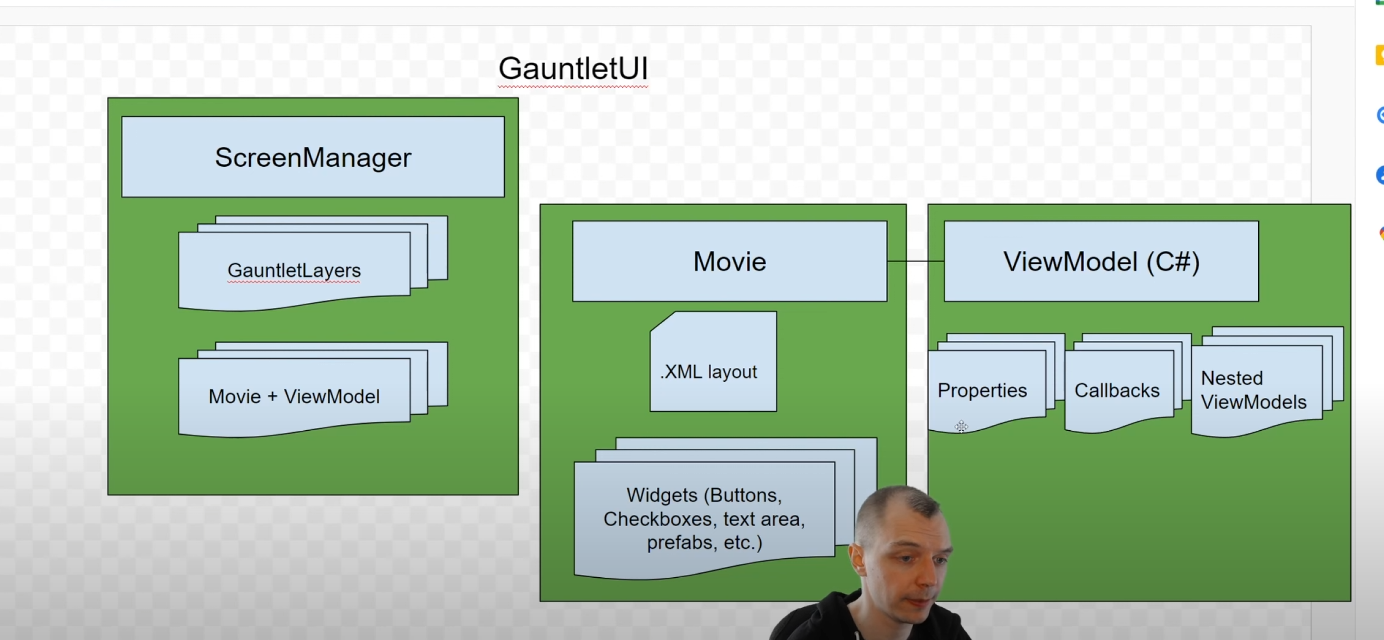 GauntletUI
ScreenManager
GauntletLayers
Movie + ViewModel
Movie
.XML layout
Widgets (Buttons,
Checkboxes, text area,
prefabs, etc.)
ViewModel (C#)
Properties
Callbacks
Nested
ViewModels